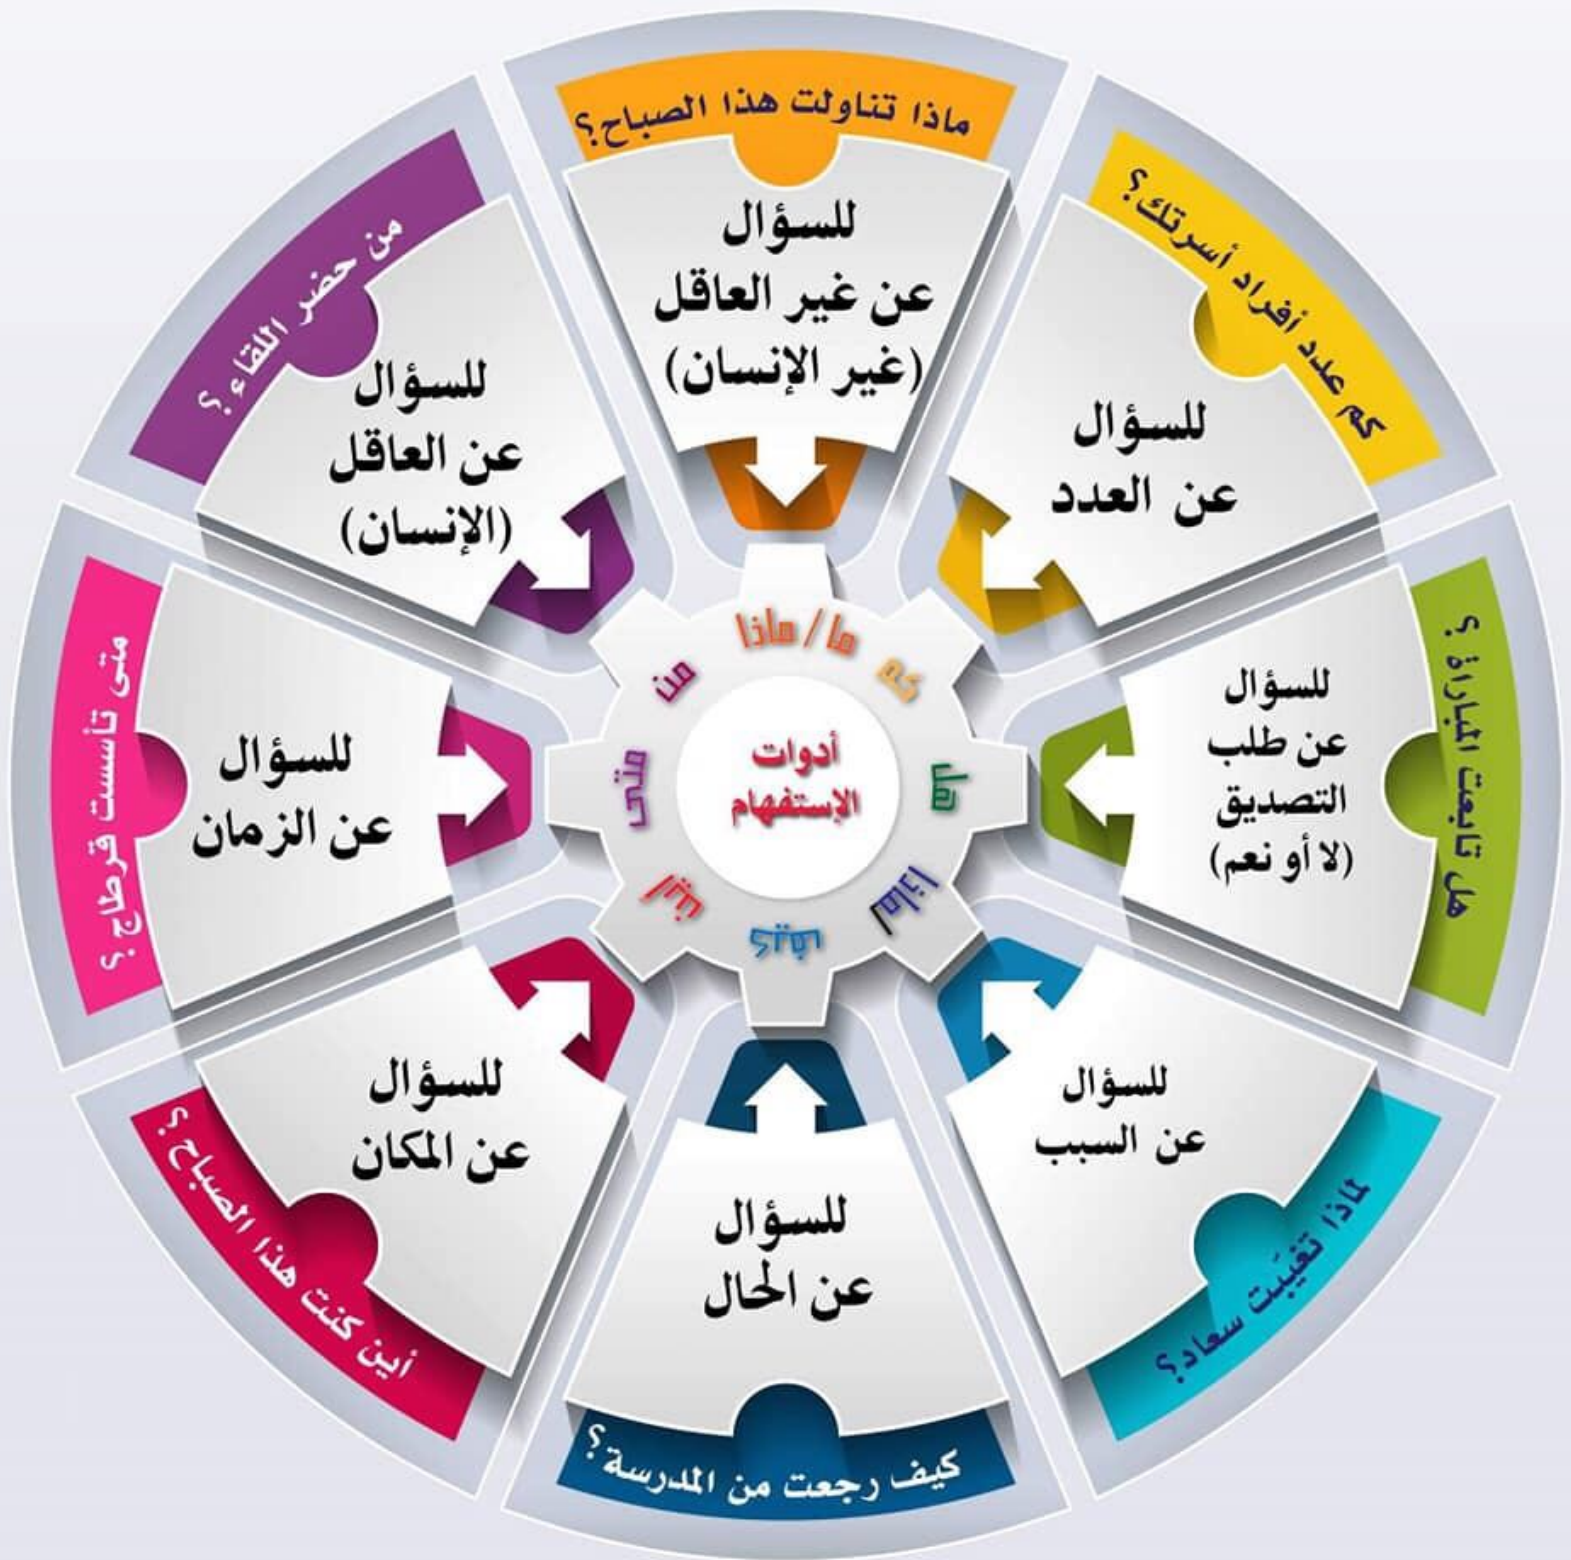 أدوات
الإستفهام
ما / ماذا
كم
هل
لماذا
كيف
أين
متى
من
ماذا تناولت هذا الصباح؟
للسؤال
عن غير العاقل
(غير الإنسان)
كم عدد أفراد أسرتك؟
للسؤال
عن العدد
هل تابعت المباراة ؟
للسؤال
عن طلب
التصديق
(لا أو نعم)
لماذا تغيّبت سعاد؟
للسؤال
عن السبب
كيف رجعت من المدرسة؟
للسؤال
عن الحال
أين كنت هذا الصباح ؟
للسؤال
عن المكان
متى تأسست قرطاج ؟
للسؤال
عن الزمان
من حضر اللقاء ؟
للسؤال
عن العاقل
(الإنسان)